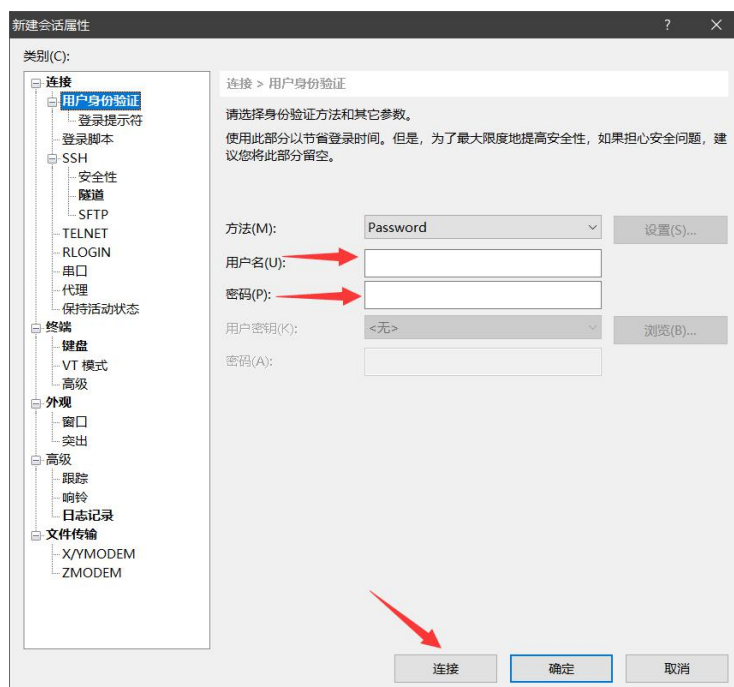 新建会话属性
?
类别(C):
连接
用户身份验证
登录提示符
登录脚本
SSH
安全性
隧道
SFTP
TELNET
RLOGIN
串口
代理
保持活动状态
终端
键盘
VT 模式
高级
外观
窗口
突出
高级
跟踪
响铃
日志记录
文件传输
X/YMODEM
ZMODEM
连接 > 用户身份验证
请选择身份验证方法和其它参数。
使用此部分以节省登录时间。但是，为了最大限度地提高安全性，如果担心安全问题，建
议您将此部分留空。
方法(M):
Password
设置(S)...
用户名(U):
密码(P):
用户密钥(K):
<无>
浏览(B)...
密码(A):
连接
确定
取消